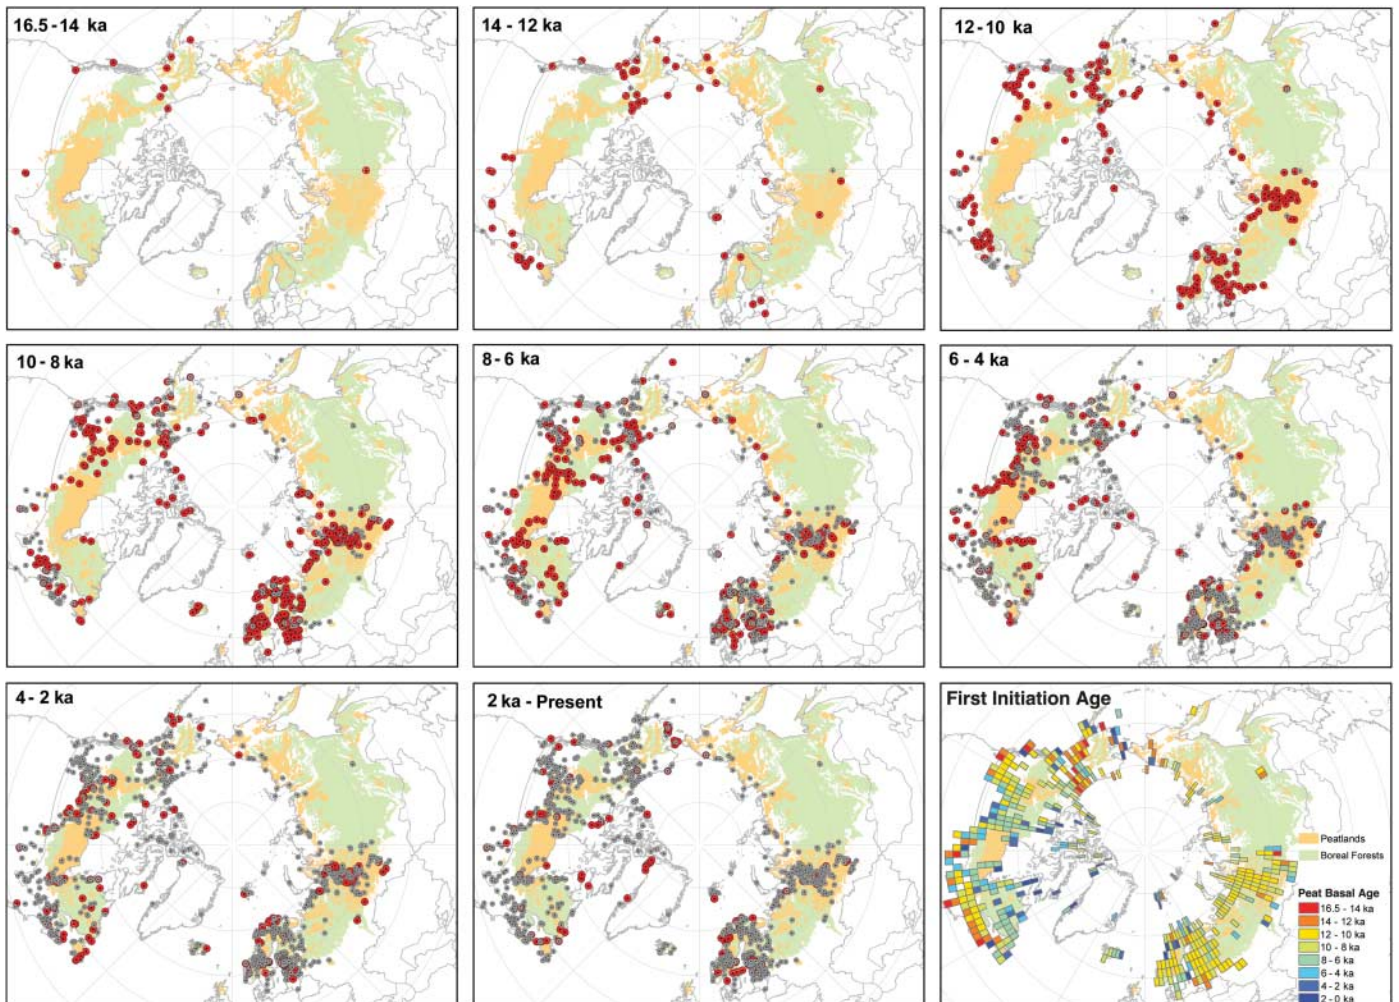 16.5 - 14 ka
14 - 12 ka
12 - 10 ka
10 - 8 ka
8 - 6 ka
6 - 4 ka
4 - 2 ka
2 ka - Present
First Initiation Age
Peatlands
Boreal Forests
Peat Basal Age
16.5 - 14 ka
14 - 12 ka
12 - 10 ka
10 - 8 ka
8 - 6 ka
6 - 4 ka
4 - 2 ka
2 - 0 ka